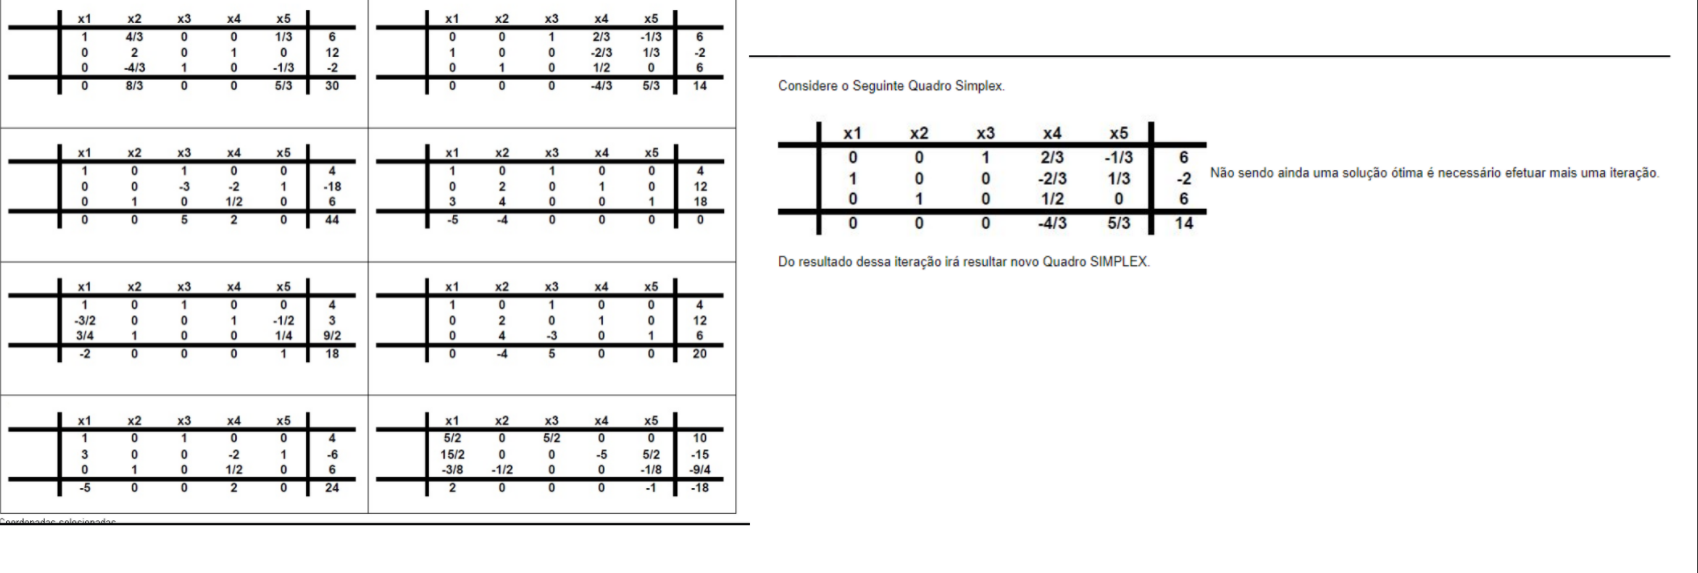 x1 x2 x3 x4 x5
1 4/3 0 0 1/3 6
0 2 0 1 0 12
0 -4/3 1 0 -1/3 -2
0 8/3 0 0 5/3 30
x1 x2 x3 x4 x5
0 0 1 2/3 -1/3 6
1 0 0 -2/3 1/3 -2
0 1 0 1/2 0 6
0 0 0 -4/3 5/3 14
x1 x2 x3 x4 x5
1 0 1 0 0 4
0 0 -3 -2 1 -18
0 1 0 1/2 0 6
0 0 5 2 0 44
x1 x2 x3 x4 x5
1 0 1 0 0 4
0 2 0 1 0 12
3 4 0 0 1 18
-5 -4 0 0 0 0
x1 x2 x3 x4 x5
1 0 1 0 0 4
-3/2 0 0 1 -1/2 3
3/4 1 0 0 1/4 9/2
-2 0 0 0 1 18
x1 x2 x3 x4 x5
1 0 1 0 0 4
0 2 0 1 0 12
0 4 -3 0 1 6
0 -4 5 0 0 20
x1 x2 x3 x4 x5
1 0 1 0 0 4
3 0 0 -2 1 -6
0 1 0 1/2 0 6
-5 0 0 2 0 24
x1 x2 x3 x4 x5
5/2 0 5/2 0 0 10
15/2 0 0 -5 5/2 -15
-3/8 -1/2 0 0 -1/8 -9/4
2 0 0 0 -1 -18
Considere o Seguinte Quadro Simplex.
x1 x2 x3 x4 x5
0 0 1 2/3 -1/3 6
1 0 0 -2/3 1/3 -2
0 1 0 1/2 0 6
0 0 0 -4/3 5/3 14
Não sendo ainda uma solução ótima é necessário efetuar mais uma iteração.
Do resultado dessa iteração irá resultar novo Quadro SIMPLEX.